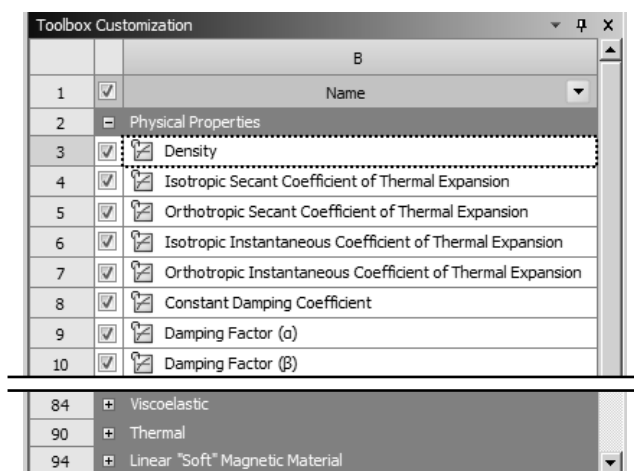 Toolbox Customization
B
1 Name
2 Physical Properties
3 Density
4 Isotropic Secant Coefficient of Thermal Expansion
5 Orthotropic Secant Coefficient of Thermal Expansion
6 Isotropic Instantaneous Coefficient of Thermal Expansion
7 Orthotropic Instantaneous Coefficient of Thermal Expansion
8 Constant Damping Coefficient
9 Damping Factor (α)
10 Damping Factor (β)
84 Viscoelastic
90 Thermal
94 Linear "Soft" Magnetic Material